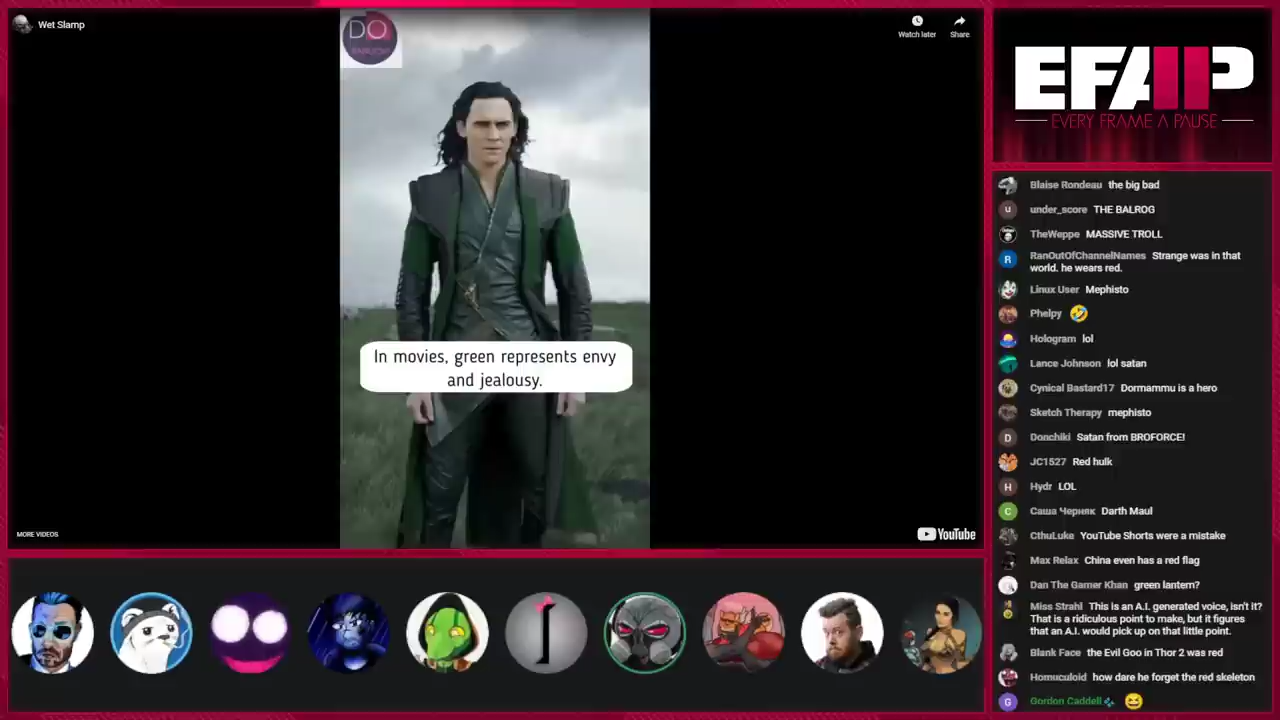 Wet Slamp
DO
Watch later
Share
In movies, green represents envy
and jealousy.
MORE VIDEOS
YouTube
EFAP
EVERY FRAME A PAUSE
Blaise Rondeau the big bad
under_score THE BALROG
TheWeppe MASSIVE TROLL
RanOutOfChannelNames Strange was in that
world. he wears red.
Linux User Mephisto
Phelpy 🤣
Hologram lol
Lance Johnson lol satan
Cynical Bastard17 Dormammu is a hero
Sketch Therapy mephisto
Donchiki Satan from BROFORCE!
JC1527 Red hulk
Hydr LOL
Саша Черняк Darth Maul
CthuLuke YouTube Shorts were a mistake
Max Relax China even has a red flag
Dan The Gamer Khan green lantern?
Miss Strahl This is an A.I. generated voice, isn't it?
That is a ridiculous point to make, but it figures
that an A.I. would pick up on that little point.
Blank Face the Evil Goo in Thor 2 was red
Homuculoid how dare he forget the red skeleton
Gordon Caddell 😆